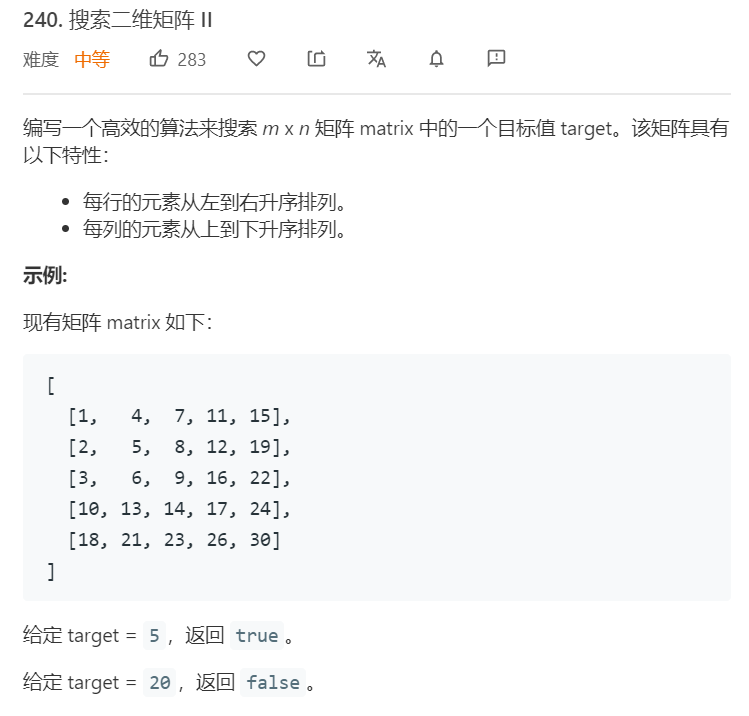 240. 搜索二维矩阵 II
难度 中等 283
编写一个高效的算法来搜索 m x n 矩阵 matrix 中的一个目标值 target。该矩阵具有
以下特性：
• 每行的元素从左到右升序排列。
• 每列的元素从上到下升序排列。
示例:
现有矩阵 matrix 如下：
[
[1,   4,  7, 11, 15],
[2,   5,  8, 12, 19],
[3,   6,  9, 16, 22],
[10, 13, 14, 17, 24],
[18, 21, 23, 26, 30]
]
给定 target = 5，返回 true。
给定 target = 20，返回 false。